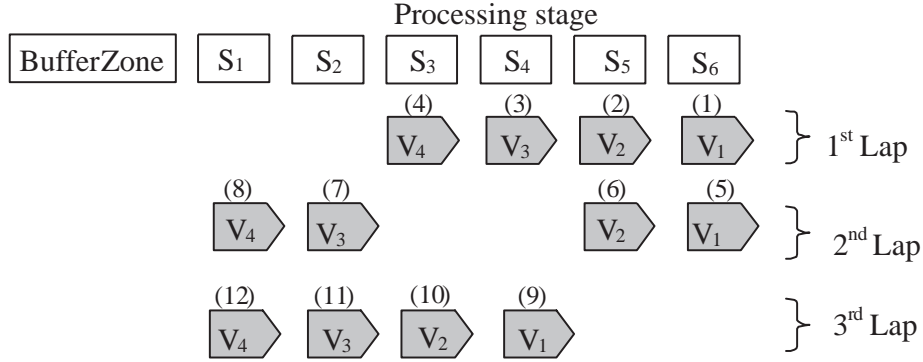 Processing stage
BufferZone S1 S2 S3 S4 S5 S6
(4) (3) (2) (1)
V4 V3 V2 V1 1st Lap
(8) (7) (6) (5)
V4 V3 V2 V1 2nd Lap
(12) (11) (10) (9)
V4 V3 V2 V1 3rd Lap